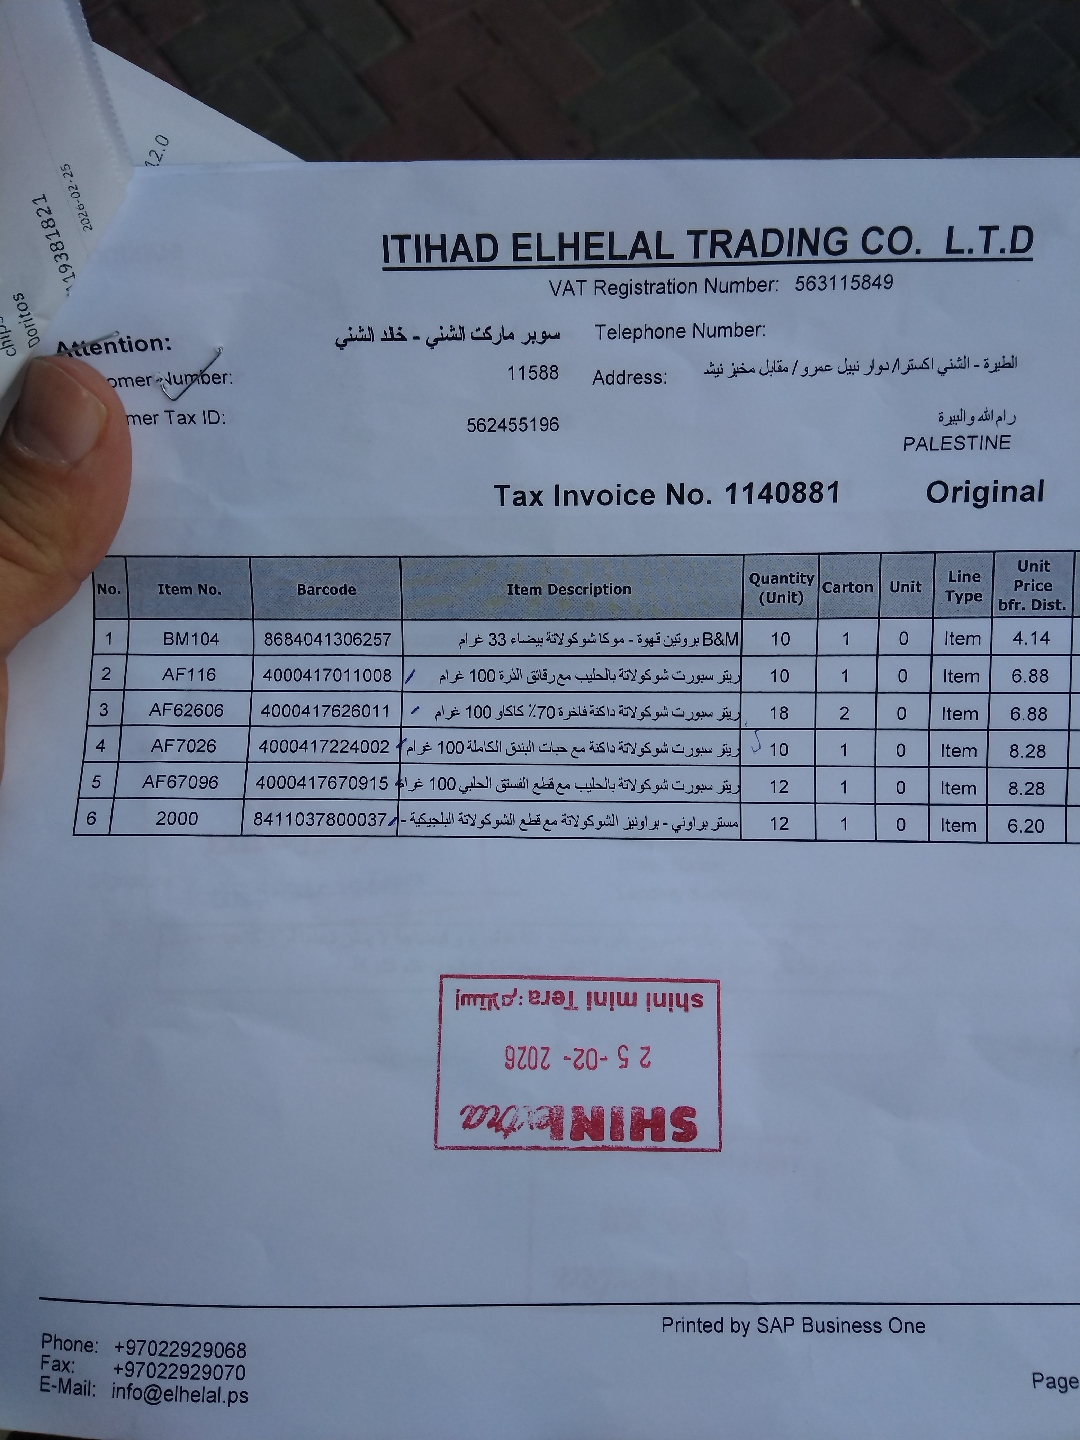 12.0
2026-02-25
119381821
Doritos
chips
ITIHAD ELHELAL TRADING CO. L.T.D
VAT Registration Number: 563115849
Attention: سوبر ماركت الشني - خلد الشني Telephone Number:
omer Number: 11588 Address: الطيرة - الشني اكسترا/ دوار نبيل عمرو/ مقابل مخبز نيشد
mer Tax ID: 562455196 رام الله والبيرة
PALESTINE
Tax Invoice No. 1140881 Original
No. Item No. Barcode Item Description Quantity (Unit) Carton Unit Line Type Unit Price bfr. Dist.
1 BM104 8684041306257 B&M بروتين قهوة - موكا شوكولاتة بيضاء 33 غرام 10 1 0 Item 4.14
2 AF116 4000417011008 ريتر سبورت شوكولاتة بالحليب مع رقائق الذرة 100 غرام 10 1 0 Item 6.88
3 AF62606 4000417626011 ريتر سبورت شوكولاتة داكنة فاخرة 70٪ كاكاو 100 غرام 18 2 0 Item 6.88
4 AF7026 4000417224002 ريتر سبورت شوكولاتة داكنة مع حبات البندق الكاملة 100 غرام 10 1 0 Item 8.28
5 AF67096 4000417670915 ريتر سبورت شوكولاتة بالحليب مع قطع الفستق الحلبي 100 غرام 12 1 0 Item 8.28
6 2000 8411037800037 مستر براوني - براونيز الشوكولاتة مع قطع الشوكولاتة البلجيكية - 12 1 0 Item 6.20
SHINI extra
25-02-2026
shini mini Tera إستلام:
Printed by SAP Business One
Phone: +97022929068
Fax: +97022929070
E-Mail: info@elhelal.ps
Page